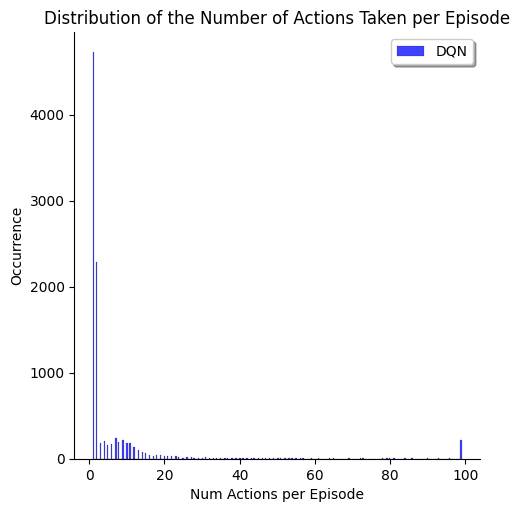 Distribution of the Number of Actions Taken per Episode
DQN
4000
3000
2000
1000
0
Occurrence
0 20 40 60 80 100
Num Actions per Episode